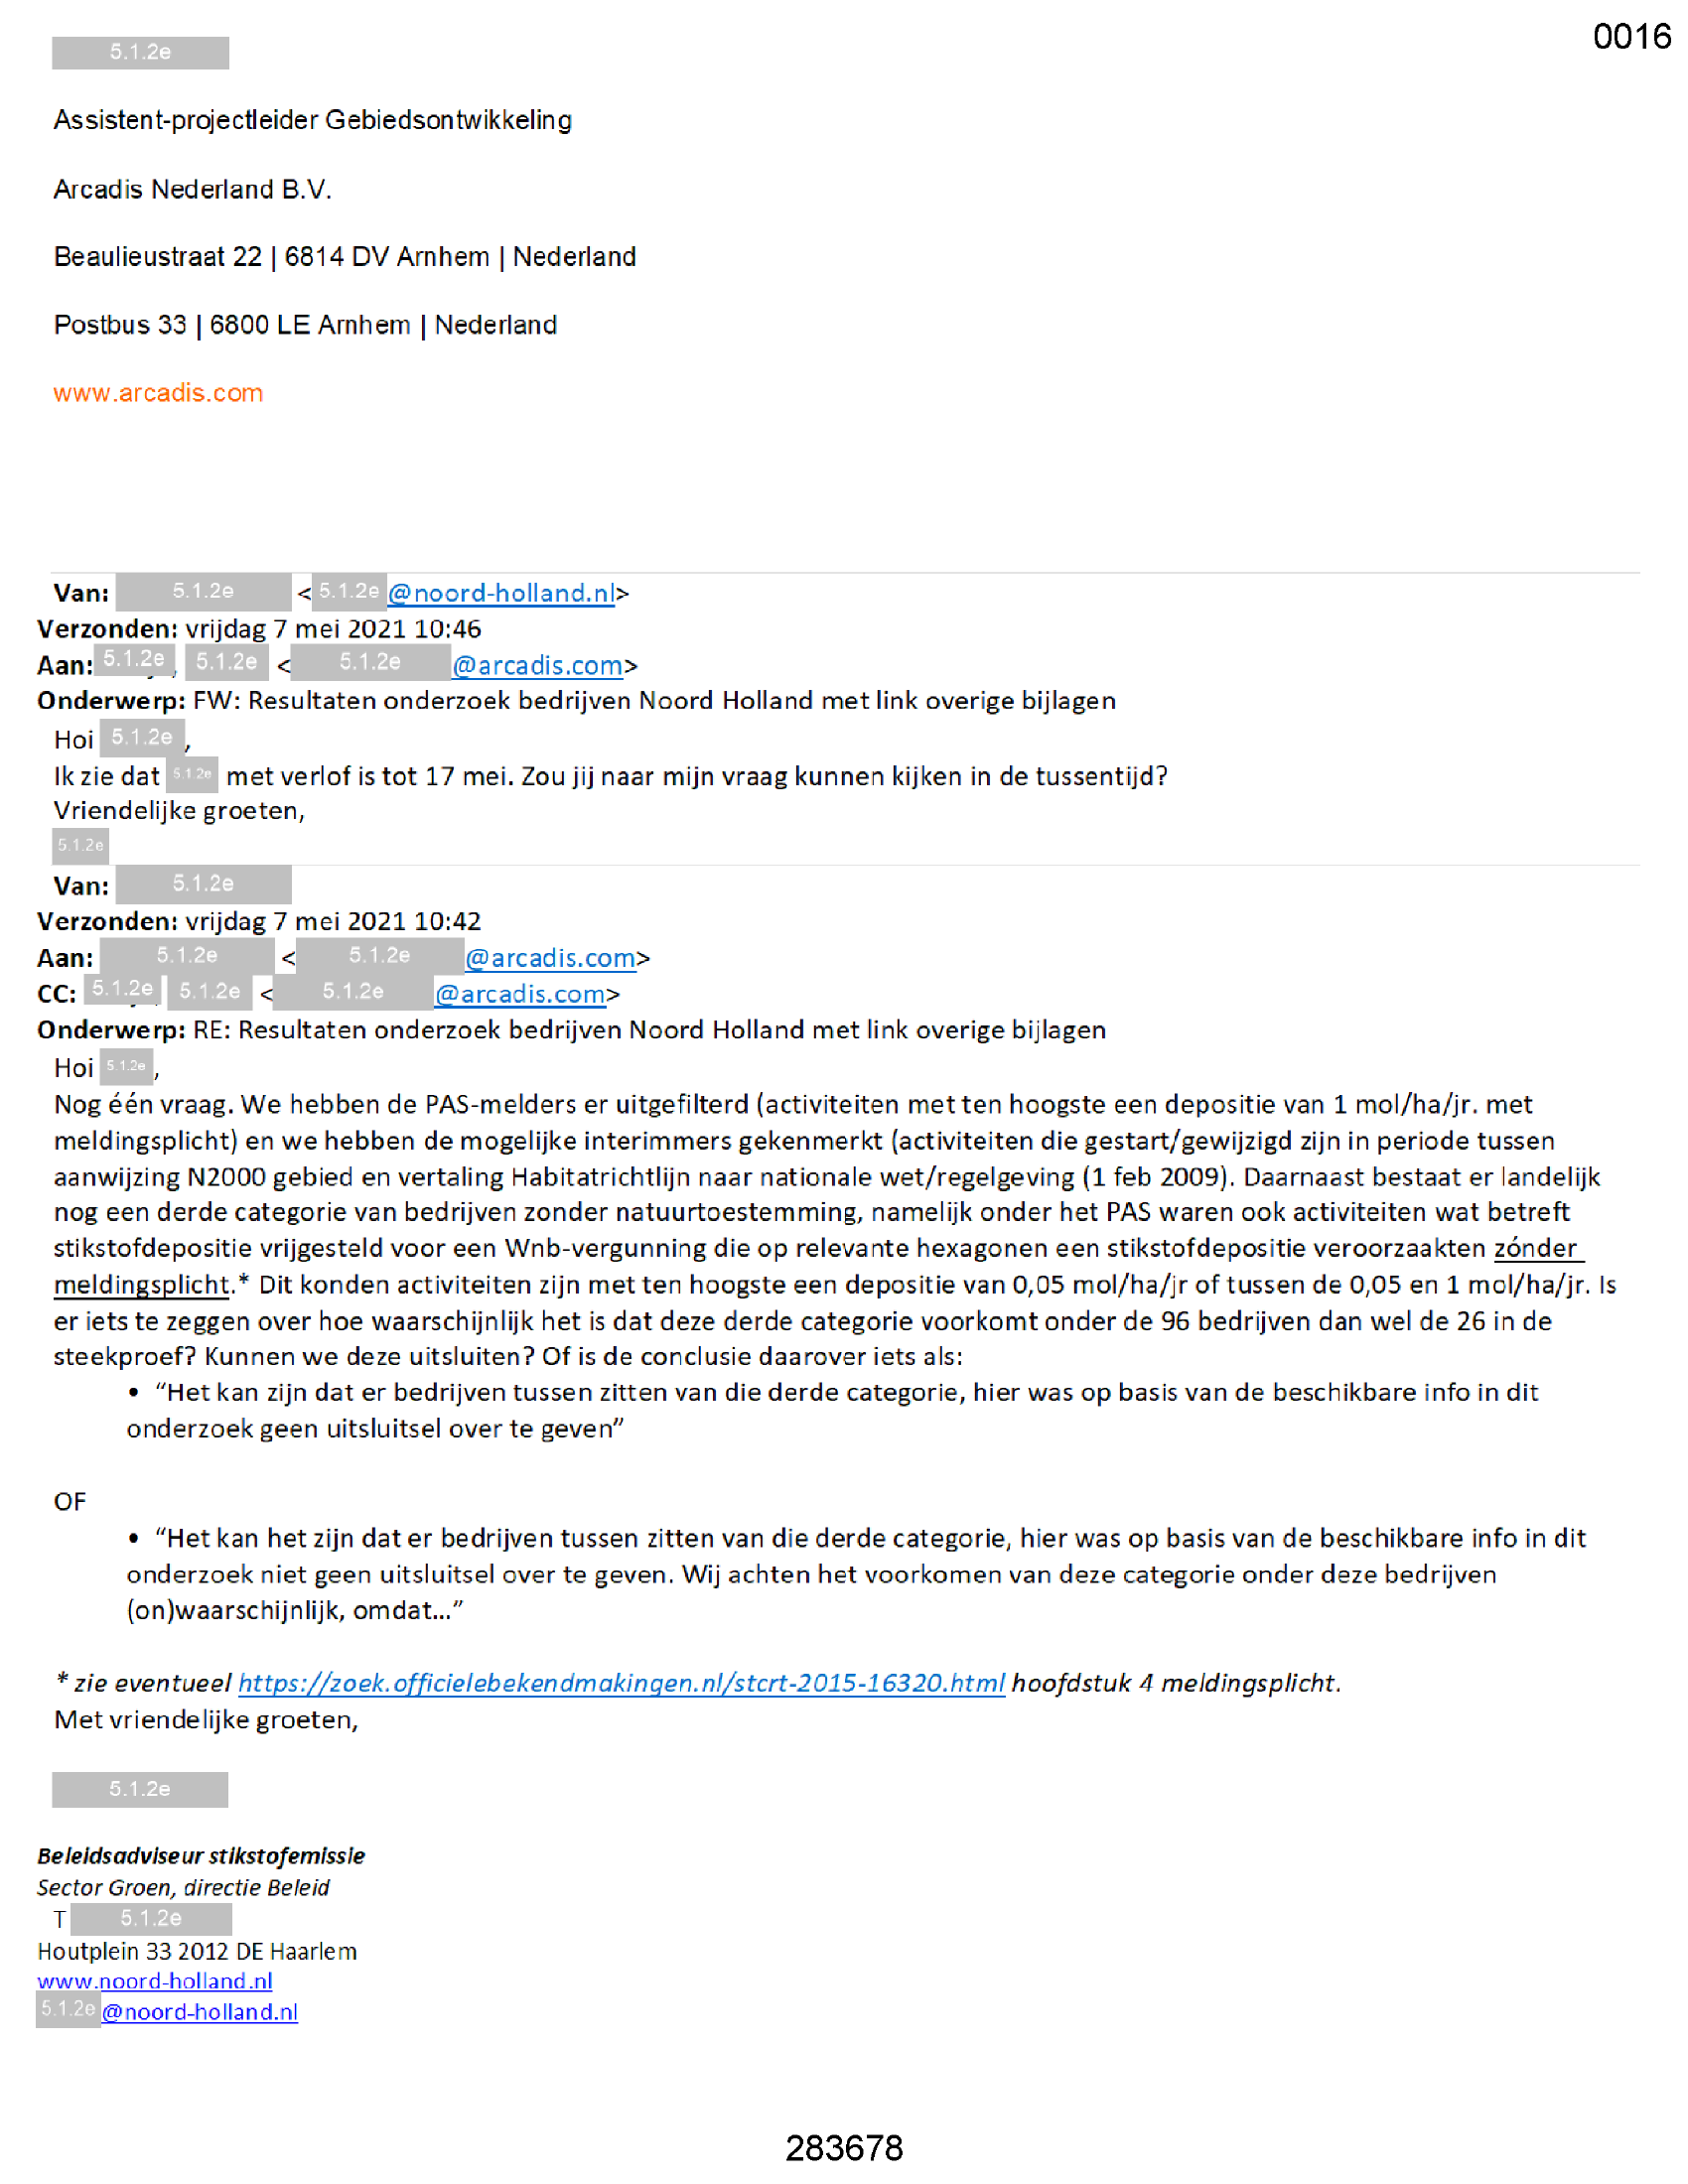 0016
5.1.2e
Assistent-projectleider Gebiedsontwikkeling
Arcadis Nederland B.V.
Beaulieustraat 22 | 6814 DV Arnhem | Nederland
Postbus 33 | 6800 LE Arnhem | Nederland
www.arcadis.com
Van: 5.1.2e < 5.1.2e @noord-holland.nl>
Verzonden: vrijdag 7 mei 2021 10:46
Aan: 5.1.2e , 5.1.2e < 5.1.2e @arcadis.com>
Onderwerp: FW: Resultaten onderzoek bedrijven Noord Holland met link overige bijlagen
Hoi 5.1.2e ,
Ik zie dat 5.1.2e met verlof is tot 17 mei. Zou jij naar mijn vraag kunnen kijken in de tussentijd?
Vriendelijke groeten,
5.1.2e
Van: 5.1.2e
Verzonden: vrijdag 7 mei 2021 10:42
Aan: 5.1.2e < 5.1.2e @arcadis.com>
CC: 5.1.2e 5.1.2e < 5.1.2e @arcadis.com>
Onderwerp: RE: Resultaten onderzoek bedrijven Noord Holland met link overige bijlagen
Hoi 5.1.2e ,
Nog één vraag. We hebben de PAS-melders er uitgefilterd (activiteiten met ten hoogste een depositie van 1 mol/ha/jr. met
meldingsplicht) en we hebben de mogelijke interimmers gekenmerkt (activiteiten die gestart/gewijzigd zijn in periode tussen
aanwijzing N2000 gebied en vertaling Habitatrichtlijn naar nationale wet/regelgeving (1 feb 2009). Daarnaast bestaat er landelijk
nog een derde categorie van bedrijven zonder natuurtoestemming, namelijk onder het PAS waren ook activiteiten wat betreft
stikstofdepositie vrijgesteld voor een Wnb-vergunning die op relevante hexagonen een stikstofdepositie veroorzaakten zónder
meldingsplicht.* Dit konden activiteiten zijn met ten hoogste een depositie van 0,05 mol/ha/jr of tussen de 0,05 en 1 mol/ha/jr. Is
er iets te zeggen over hoe waarschijnlijk het is dat deze derde categorie voorkomt onder de 96 bedrijven dan wel de 26 in de
steekproef? Kunnen we deze uitsluiten? Of is de conclusie daarover iets als:
• “Het kan zijn dat er bedrijven tussen zitten van die derde categorie, hier was op basis van de beschikbare info in dit
onderzoek geen uitsluitsel over te geven”
OF
• “Het kan het zijn dat er bedrijven tussen zitten van die derde categorie, hier was op basis van de beschikbare info in dit
onderzoek niet geen uitsluitsel over te geven. Wij achten het voorkomen van deze categorie onder deze bedrijven
(on)waarschijnlijk, omdat...”
* zie eventueel https://zoek.officielebekendmakingen.nl/stcrt-2015-16320.html hoofdstuk 4 meldingsplicht.
Met vriendelijke groeten,
5.1.2e
Beleidsadviseur stikstofemissie
Sector Groen, directie Beleid
T 5.1.2e
Houtplein 33 2012 DE Haarlem
www.noord-holland.nl
5.1.2e @noord-holland.nl
283678